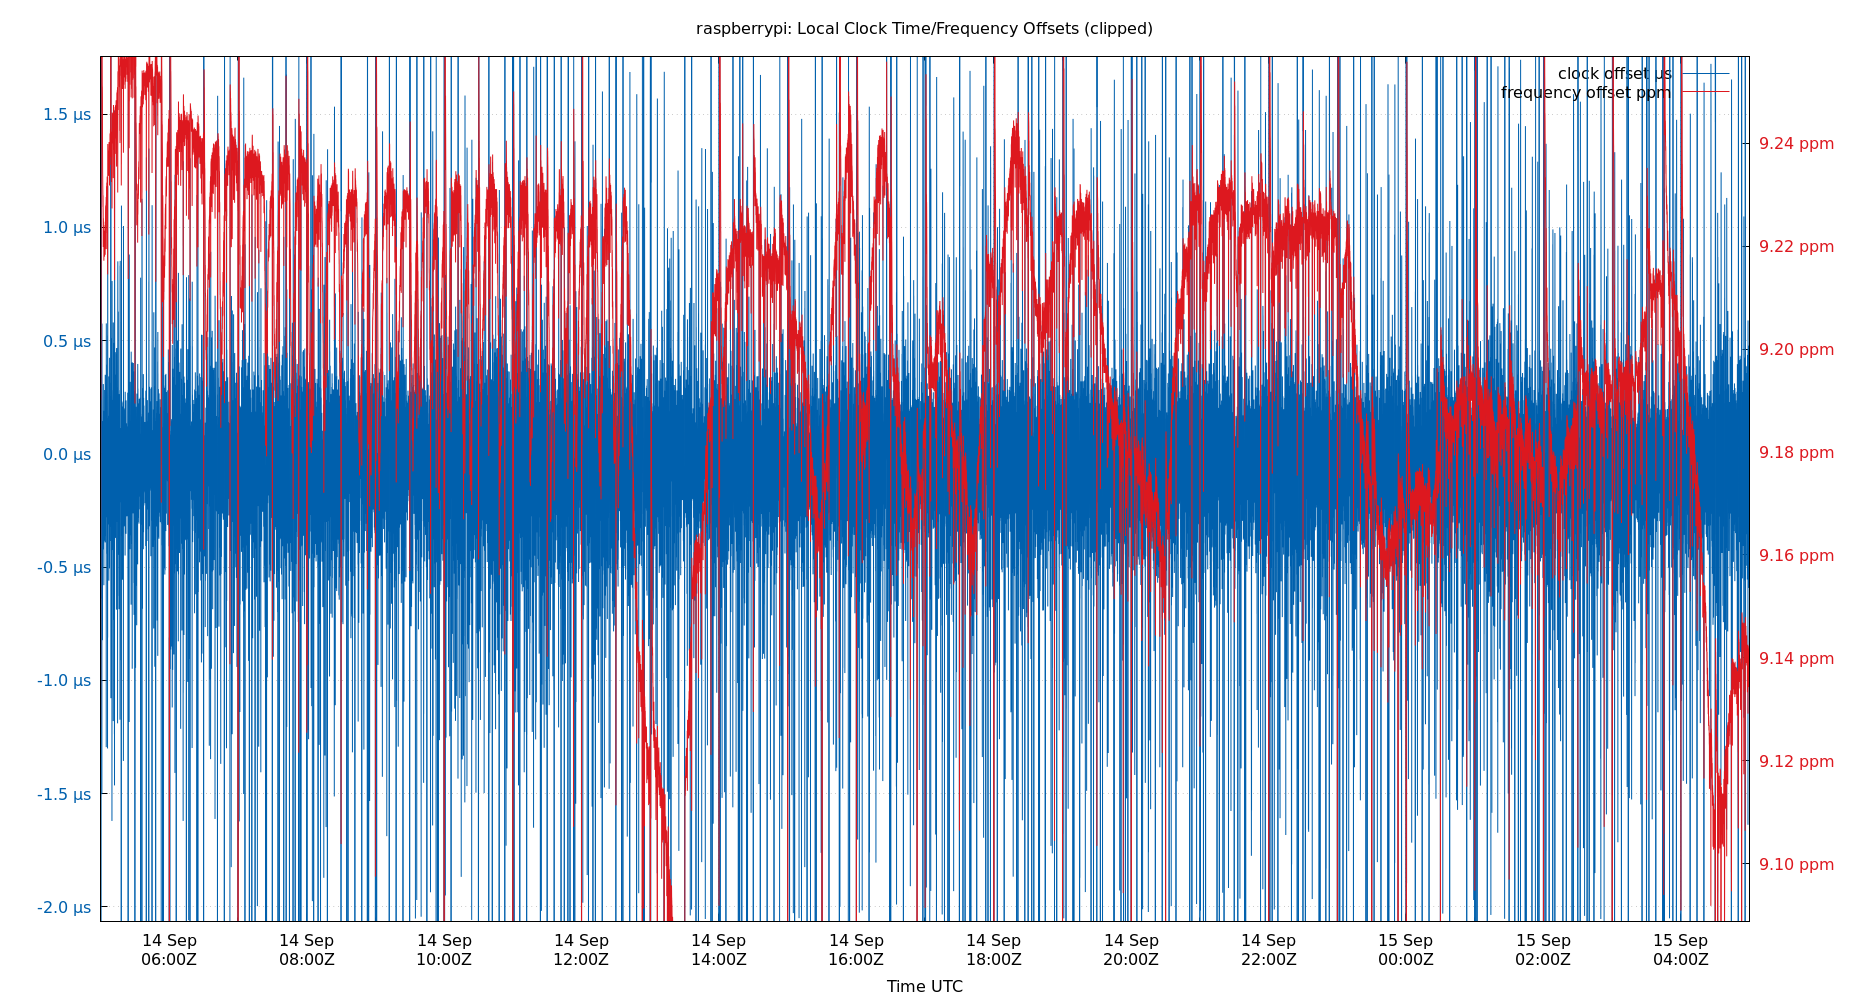 raspberrypi: Local Clock Time/Frequency Offsets (clipped)
clock offset µs
frequency offset ppm
1.5 µs
1.0 µs
0.5 µs
0.0 µs
-0.5 µs
-1.0 µs
-1.5 µs
-2.0 µs
9.24 ppm
9.22 ppm
9.20 ppm
9.18 ppm
9.16 ppm
9.14 ppm
9.12 ppm
9.10 ppm
14 Sep 14 Sep 14 Sep 14 Sep 14 Sep 14 Sep 14 Sep 14 Sep 14 Sep 15 Sep 15 Sep 15 Sep
06:00Z 08:00Z 10:00Z 12:00Z 14:00Z 16:00Z 18:00Z 20:00Z 22:00Z 00:00Z 02:00Z 04:00Z
Time UTC